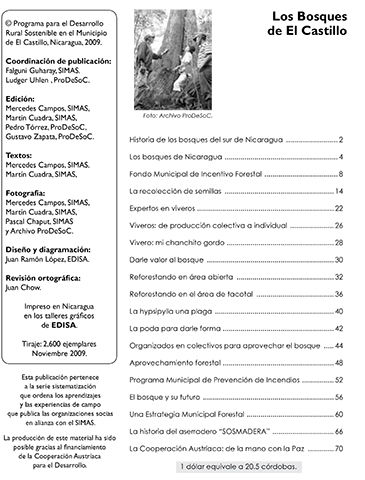 © Programa para el Desarrollo
Rural Sostenible en el Municipio
de El Castillo, Nicaragua, 2009.
Coordinación de publicación:
Falguni Guharay, SIMAS.
Ludger Uhlen , ProDeSoC.
Edición:
Mercedes Campos, SIMAS,
Martín Cuadra, SIMAS,
Pedro Tórrez, ProDeSoC,
Gustavo Zapata, ProDeSoC.
Textos:
Mercedes Campos, SIMAS.
Martín Cuadra, SIMAS,
Fotografía:
Mercedes Campos, SIMAS,
Martín Cuadra, SIMAS,
Pascal Chaput, SIMAS
y Archivo ProDeSoC.
Diseño y diagramación:
Juan Ramón López, EDISA.
Revisión ortográfica:
Juan Chow.
Impreso en Nicaragua
en los talleres gráficos
de EDISA.
Tiraje: 2,600 ejemplares
Noviembre 2009.
Esta publicación pertenece
a la serie sistematización
que ordena los aprendizajes
y las experiencias de campo
que publica las organizaciones socias
en alianza con el SIMAS.
La producción de este material ha sido
posible gracias al financiamiento
de la Cooperación Austríaca
para el Desarrollo.
Los Bosques
de El Castillo
Foto: Archivo ProDeSoC.
Historia de los bosques del sur de Nicaragua ..................... 2
Los bosques de Nicaragua ............................................. 4
Fondo Municipal de Incentivo Forestal ............................. 8
La recolección de semillas ............................................ 14
Expertos en viveros ...................................................... 22
Viveros: de producción colectiva a individual .................. 26
Vivero: mi chanchito gordo ........................................... 28
Darle valor al bosque ................................................... 30
Reforestando en área abierta ....................................... 32
Reforestando en el área de tacotal ............................... 36
La hypsipyla una plaga ................................................ 40
La poda para darle forma ............................................ 42
Organizados en colectivos para aprovechar el bosque ..... 44
Aprovechamiento forestal ............................................ 48
Programa Municipal de Prevención de Incendios ............ 52
El bosque y su futuro ................................................... 56
Una Estrategia Municipal Forestal ................................. 60
La historia del aserradero "SOSMADERA" ...................... 66
La Cooperación Austríaca: de la mano con la Paz ......... 70
1 dólar equivale a 20.5 córdobas.